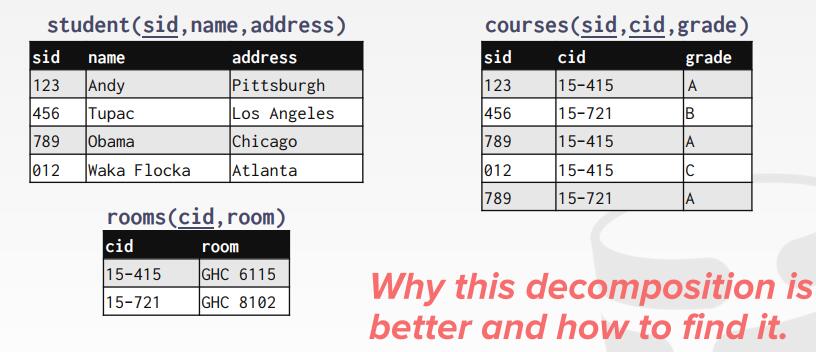 student(sid,name,address)
sid name address
123 Andy Pittsburgh
456 Tupac Los Angeles
789 Obama Chicago
012 Waka Flocka Atlanta
courses(sid,cid,grade)
sid cid grade
123 15-415 A
456 15-721 B
789 15-415 A
012 15-415 C
789 15-721 A
rooms(cid,room)
cid room
15-415 GHC 6115
15-721 GHC 8102
Why this decomposition is
better and how to find it.